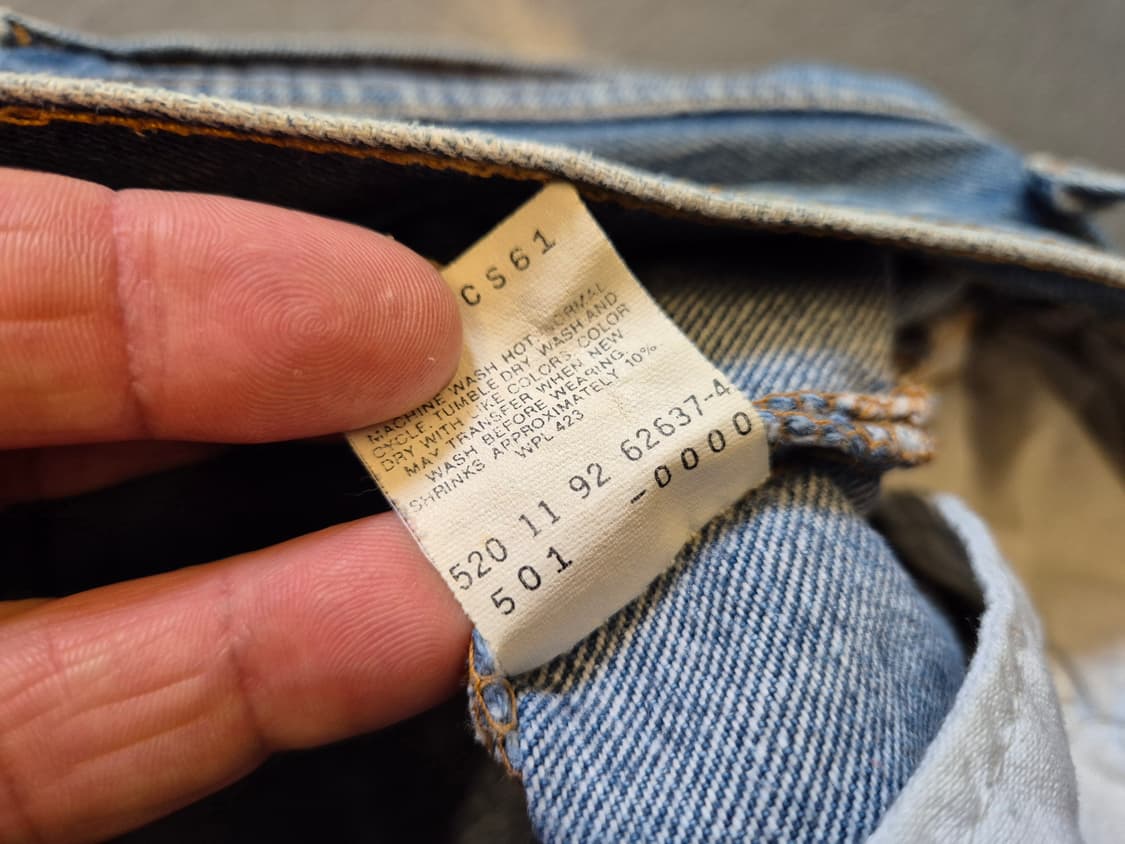 CS61
MACHINE WASH HOT, NORMAL
CYCLE, TUMBLE DRY. WASH AND
DRY WITH LIKE COLORS. COLOR
MAY TRANSFER WHEN NEW
WASH BEFORE WEARING.
SHRINKS APPROXIMATELY 10%
WPL 423
520 11 92 62637-4
-0000
501